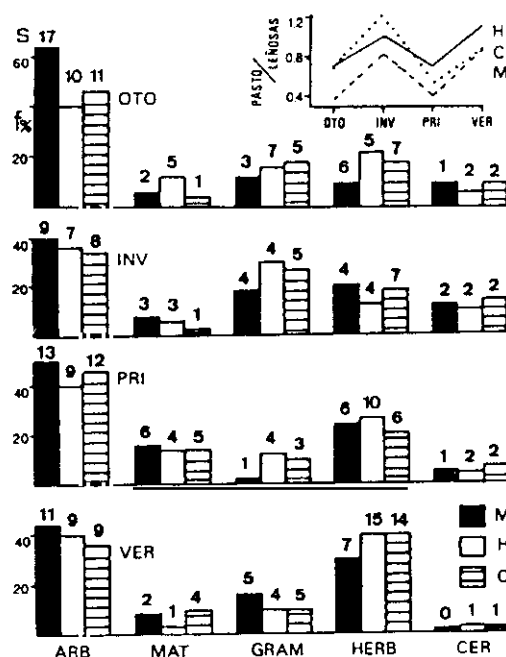 S
f%
60
20
17 10 11
OTO
2 5 1
3 7 5
6 5 7
1 2 2
PASTO/LEÑOSAS
1.2
0.8
0.4
OTO INV PRI VER
H
C
M
40
20
9 7 8
INV
3 3 1
4 4 5
4 4 7
2 2 2
40
20
13 9 12
PRI
6 4 5
1 4 3
6 10 6
1 2 2
40
20
11 9 9
VER
2 1 4
5 4 5
7 15 14
0 1 1
M
H
C
ARB MAT GRAM HERB CER